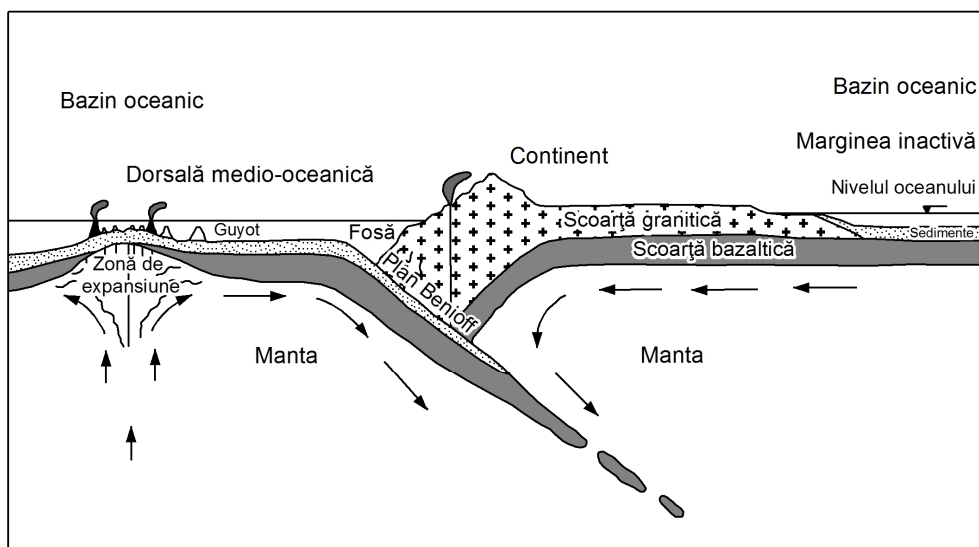 Bazin oceanic
Bazin oceanic
Marginea inactivă
Continent
Dorsală medio-oceanică
Nivelul oceanului
Scoarţă granitică
Guyot
Fosă
Sedimente
Scoarţă bazaltică
Zonă de
expansiune
Plan Benioff
Manta
Manta